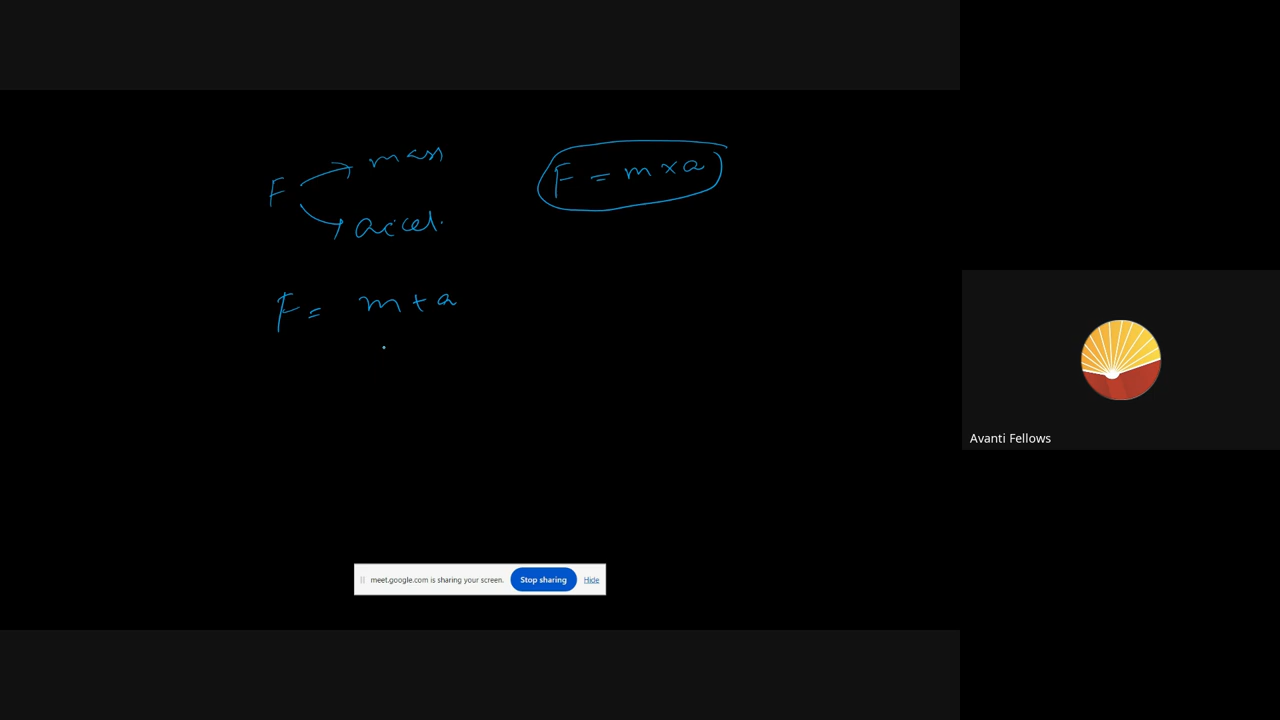 F → mass
F = m × a
→ accel.
F = m + a
meet.google.com is sharing your screen. Stop sharing Hide
Avanti Fellows